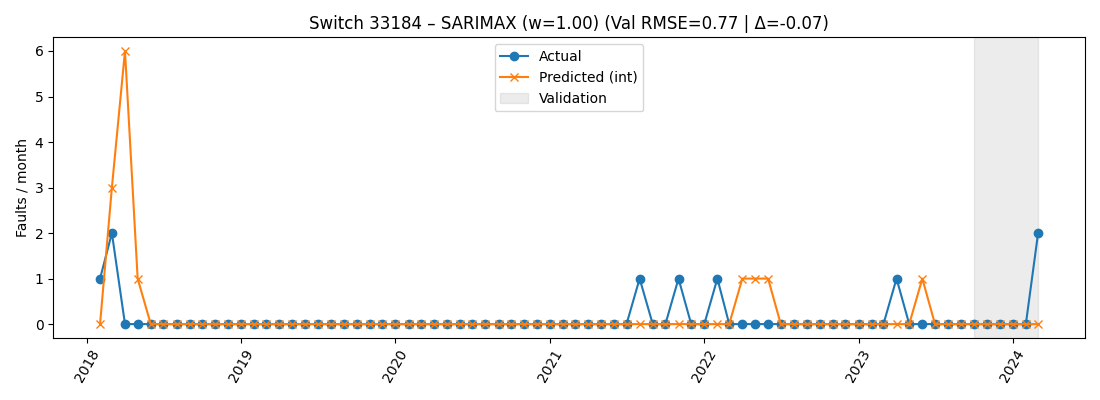 Switch 33184 – SARIMAX (w=1.00) (Val RMSE=0.77 | Δ=-0.07)
Actual
Predicted (int)
Validation
Faults / month
6
5
4
3
2
1
0
2018
2019
2020
2021
2022
2023
2024